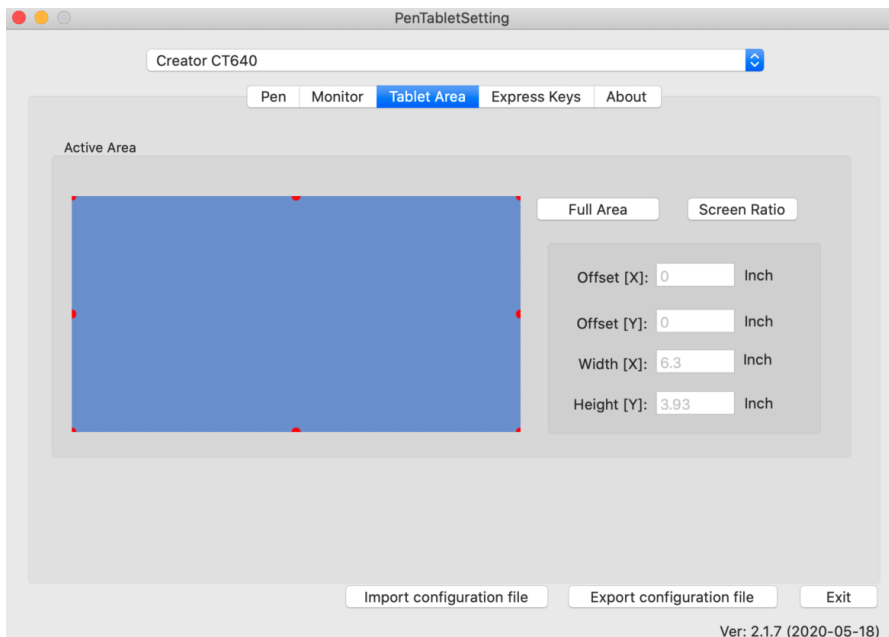 PenTabletSetting
Creator CT640
Pen Monitor Tablet Area Express Keys About
Active Area
Full Area Screen Ratio
Offset [X]: 0 Inch
Offset [Y]: 0 Inch
Width [X]: 6.3 Inch
Height [Y]: 3.93 Inch
Import configuration file Export configuration file Exit
Ver: 2.1.7 (2020-05-18)